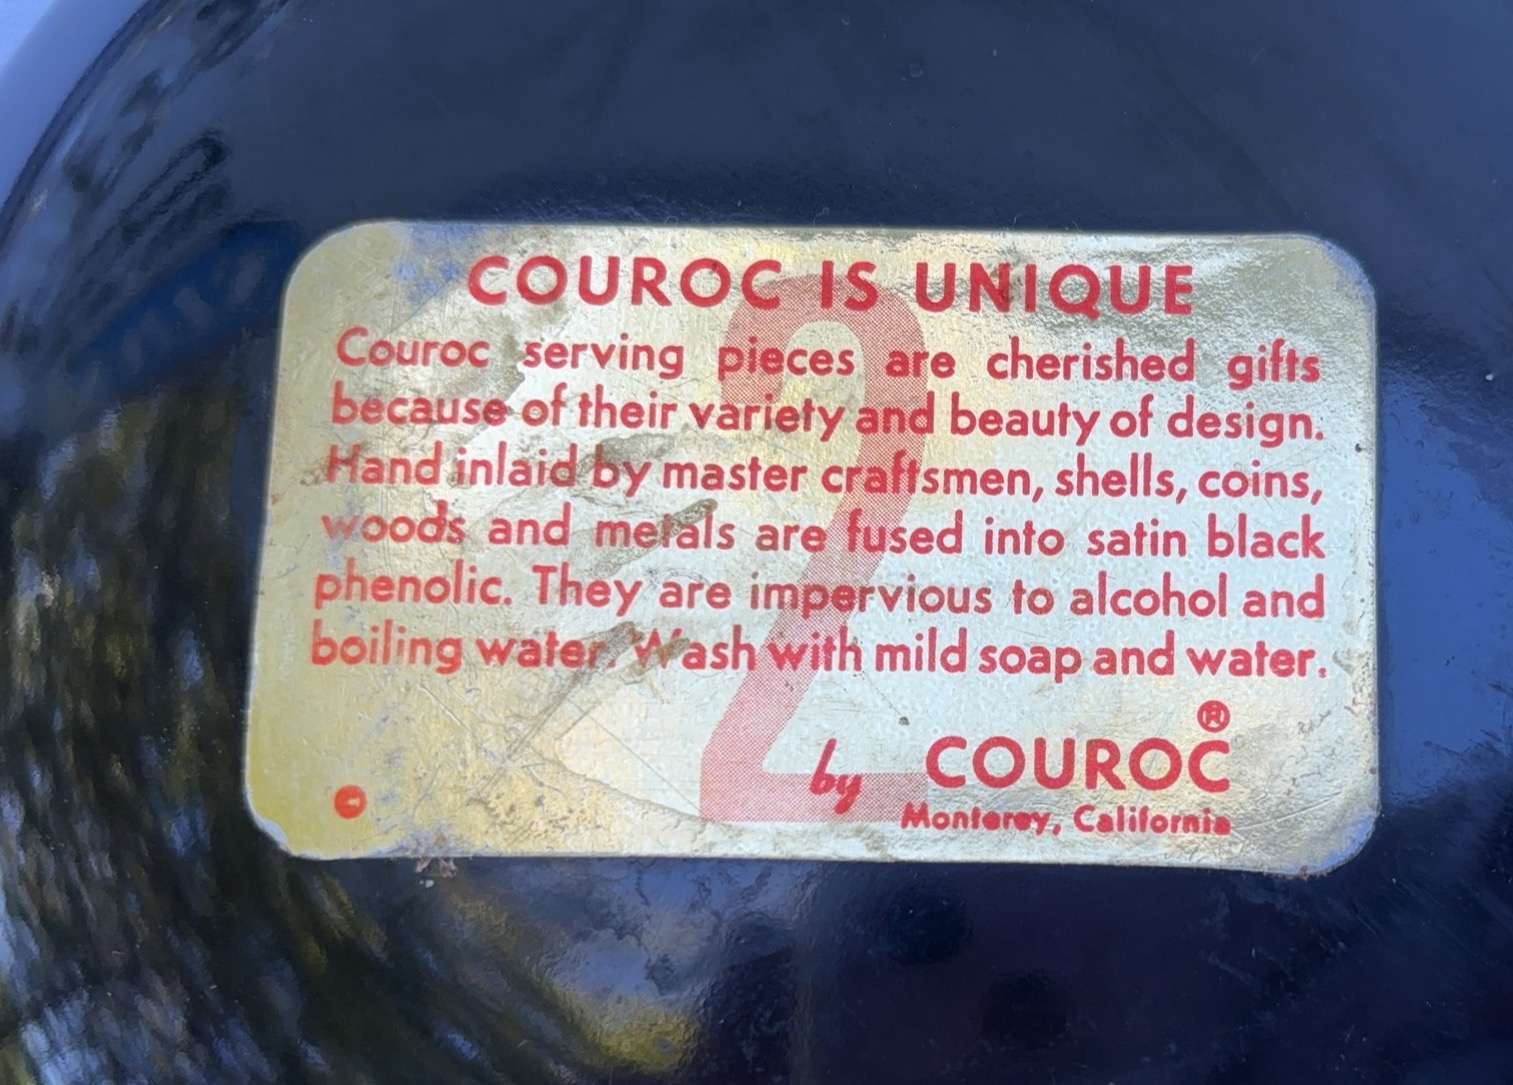 COUROC IS UNIQUE
2
Couroc serving pieces are cherished gifts
because of their variety and beauty of design.
Hand inlaid by master craftsmen, shells, coins,
woods and metals are fused into satin black
phenolic. They are impervious to alcohol and
boiling water. Wash with mild soap and water.
by COUROC®
Monterey, California
©